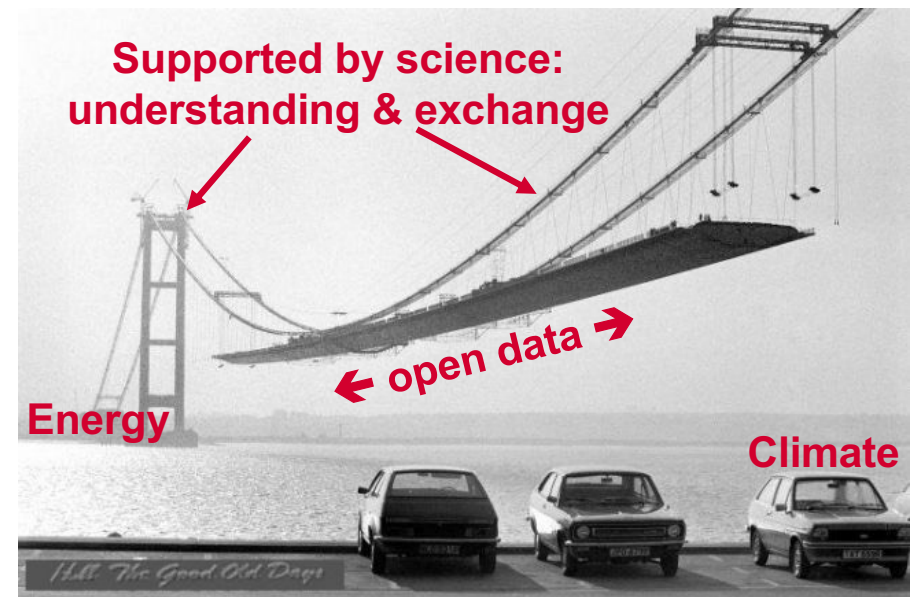 Supported by science:
understanding & exchange
← open data →
Energy
Climate
Hull: The Good Old Days